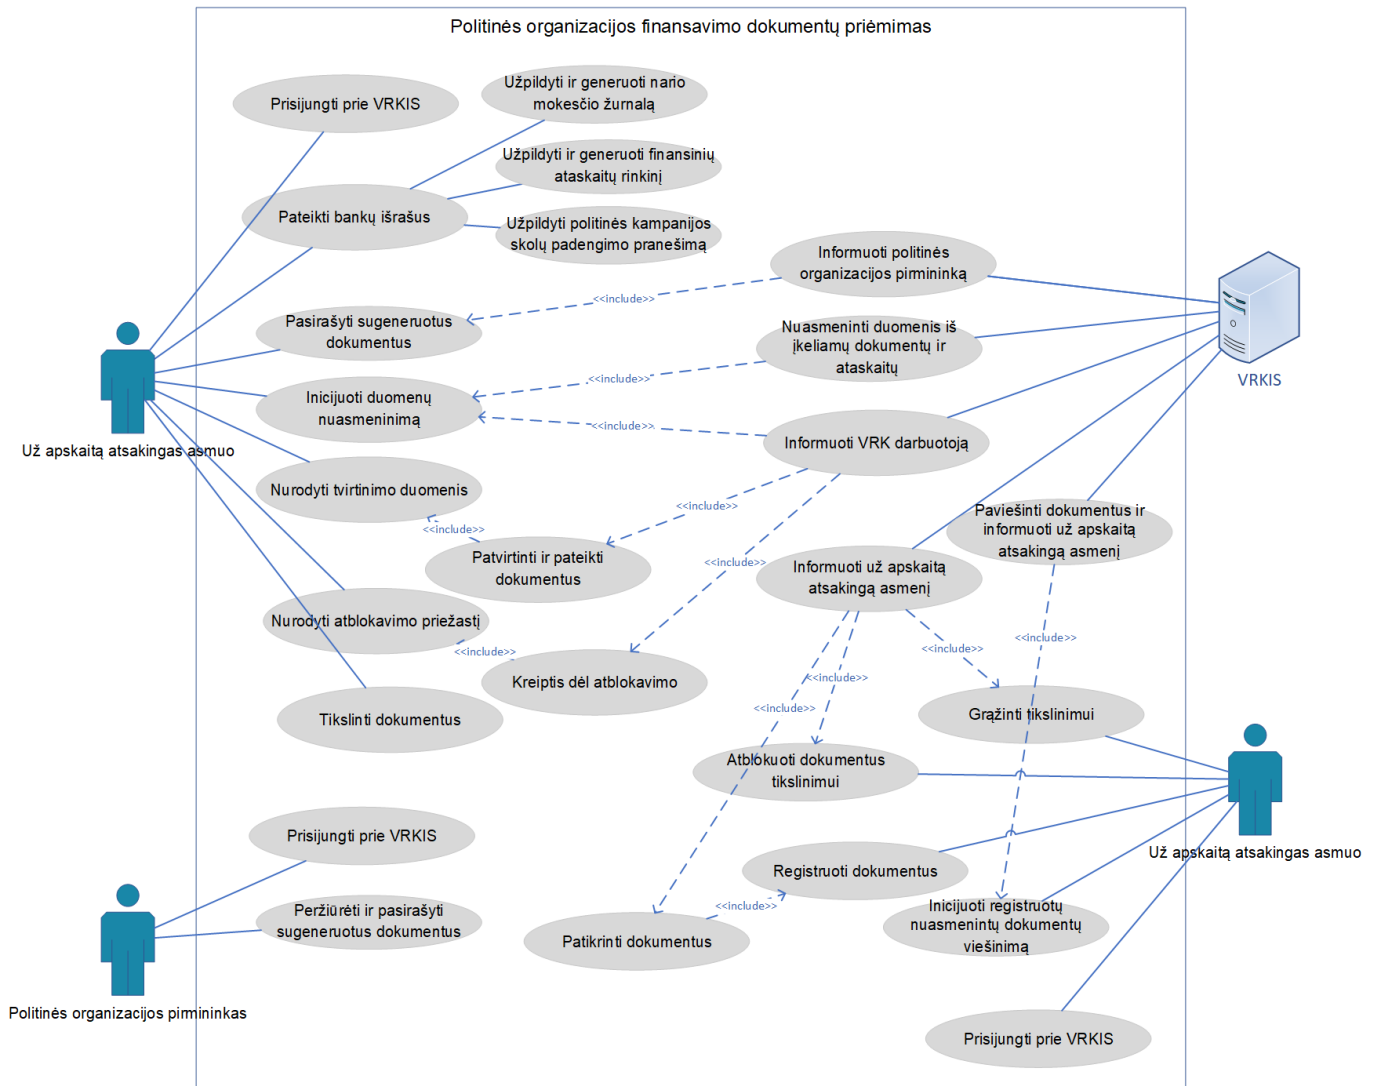 Politinės organizacijos finansavimo dokumentų priėmimas
Prisijungti prie VRKIS
Užpildyti ir generuoti nario
mokesčio žurnalą
Užpildyti ir generuoti finansinių
ataskaitų rinkinį
Pateikti bankų išrašus
Užpildyti politinės kampanijos
skolų padengimo pranešimą
Informuoti politinės
organizacijos pirmininką
<<include>>
Pasirašyti sugeneruotus
dokumentus
Nuasmeninti duomenis iš
įkeliamų dokumentų ir
ataskaitų
VRKIS
<<include>>
Inicijuoti duomenų
nuasmeninimą
<<include>>
Informuoti VRK darbuotoją
Už apskaitą atsakingas asmuo
Nurodyti tvirtinimo duomenis
<<include>>
Paviešinti dokumentus ir
informuoti už apskaitą
atsakingą asmenį
<<include>>
Patvirtinti ir pateikti
dokumentus
<<include>>
Informuoti už apskaitą
atsakingą asmenį
Nurodyti atblokavimo priežastį
<<include>>
<<include>>
<<include>>
Kreiptis dėl atblokavimo
<<include>>
<<include>>
Tikslinti dokumentus
Grąžinti tikslinimui
Atblokuoti dokumentus
tikslinimui
Prisijungti prie VRKIS
Už apskaitą atsakingas asmuo
Registruoti dokumentus
<<include>>
Peržiūrėti ir pasirašyti
sugeneruotus dokumentus
Inicijuoti registruotų
nuasmenintų dokumentų
viešinimą
Patikrinti dokumentus
Politinės organizacijos pirmininkas
Prisijungti prie VRKIS